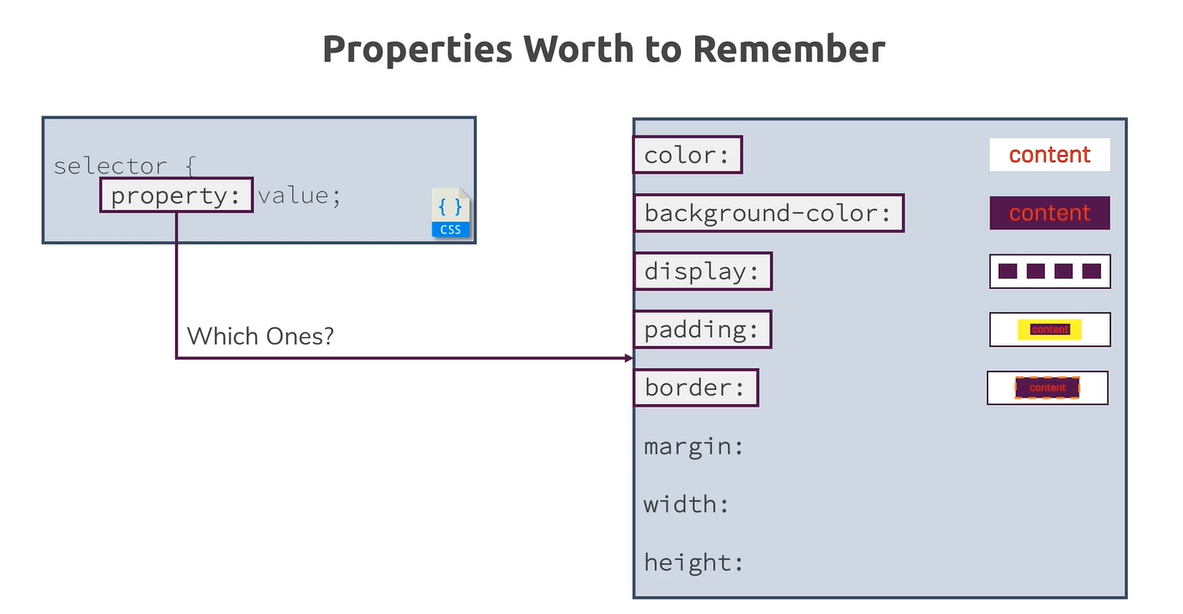 Properties Worth to Remember
selector {
property: value;
{ }
CSS
Which Ones?
color:
content
background-color:
content
display:
padding:
content
border:
content
margin:
width:
height: